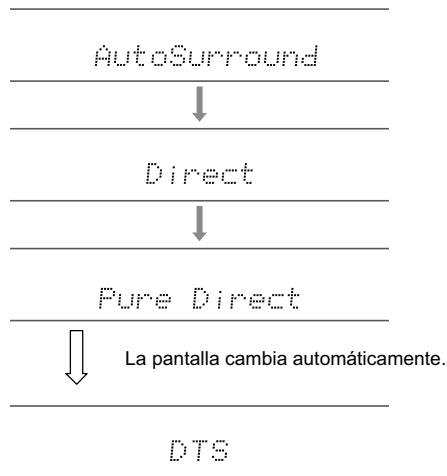 AutoSurround
Direct
Pure Direct
La pantalla cambia automáticamente.
DTS